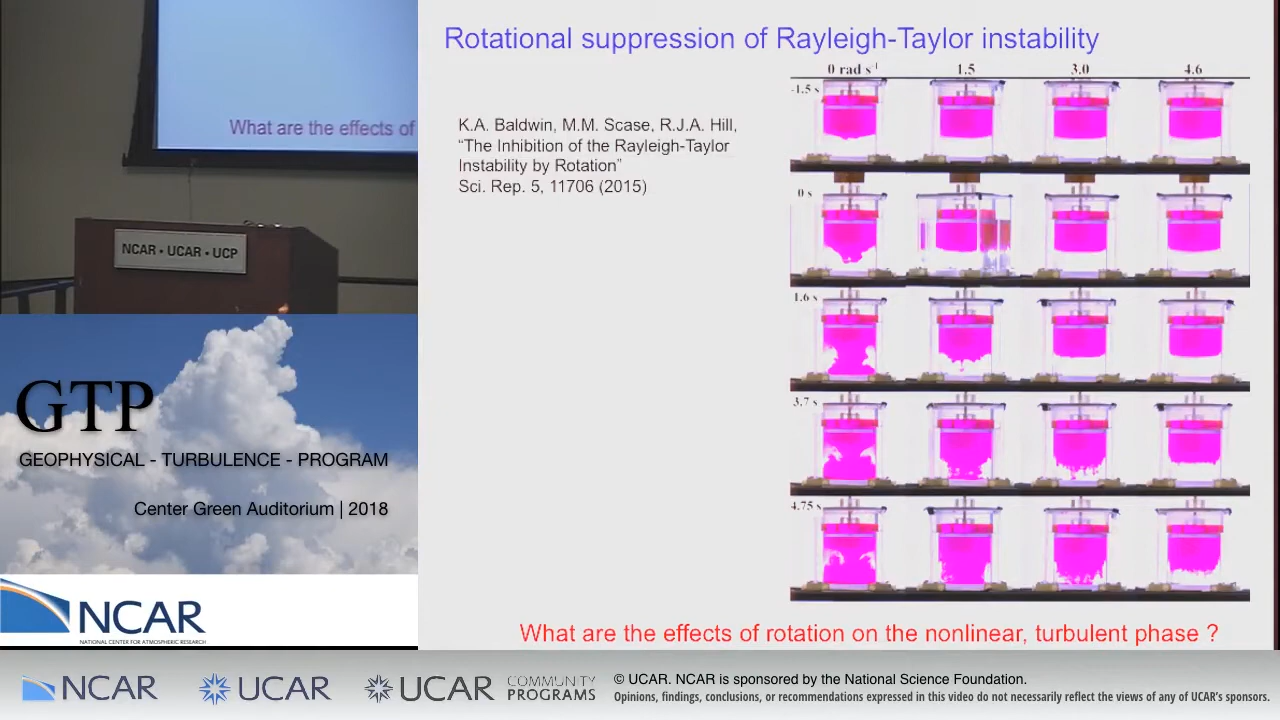 What are the effects of
NCAR • UCAR • UCP
GTP
GEOPHYSICAL - TURBULENCE - PROGRAM
Center Green Auditorium | 2018
NCAR
NATIONAL CENTER FOR ATMOSPHERIC RESEARCH
Rotational suppression of Rayleigh-Taylor instability
K.A. Baldwin, M.M. Scase, R.J.A. Hill,
“The Inhibition of the Rayleigh-Taylor
Instability by Rotation”
Sci. Rep. 5, 11706 (2015)
0 rad s⁻¹ 1.5 3.0 4.6
-1.5 s
0 s
1.6 s
3.7 s
4.75 s
What are the effects of rotation on the nonlinear, turbulent phase ?
NCAR UCAR UCAR COMMUNITY
PROGRAMS
© UCAR. NCAR is sponsored by the National Science Foundation.
Opinions, findings, conclusions, or recommendations expressed in this video do not necessarily reflect the views of any of UCAR's sponsors.